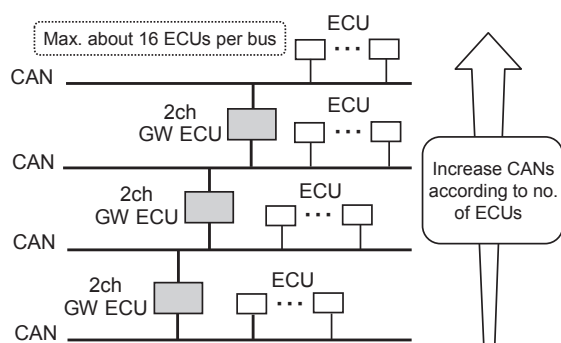 ECU
Max. about 16 ECUs per bus
CAN
2ch
GW ECU
ECU
CAN
2ch
GW ECU
ECU
CAN
2ch
GW ECU
ECU
CAN
Increase CANs
according to no.
of ECUs